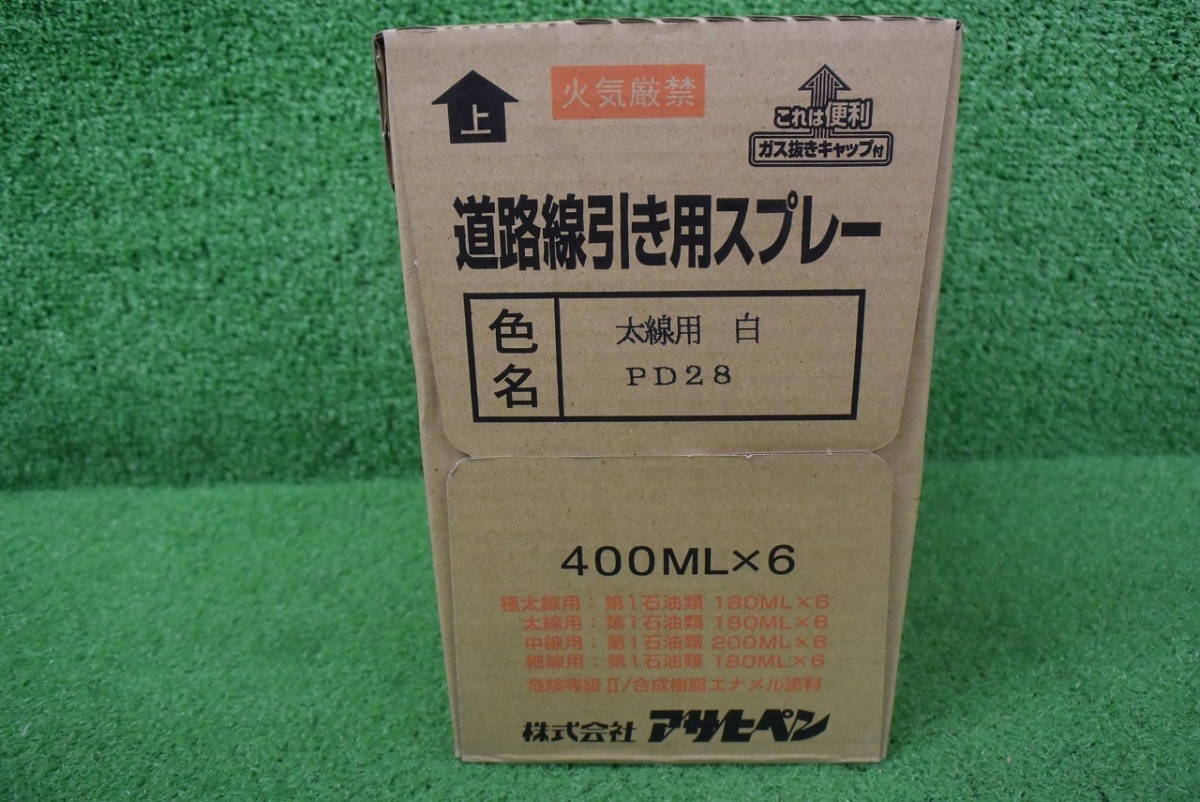 上
火気厳禁
これは便利
ガス抜きキャップ付
道路線引き用スプレー
色名
太線用 白
PD28
400ML×6
極太線用：第1石油類 180ML×6
太線用：第1石油類 180ML×6
中線用：第1石油類 200ML×6
細線用：第1石油類 180ML×6
危険等級Ⅱ/合成樹脂エナメル塗料
株式会社 アサヒペン